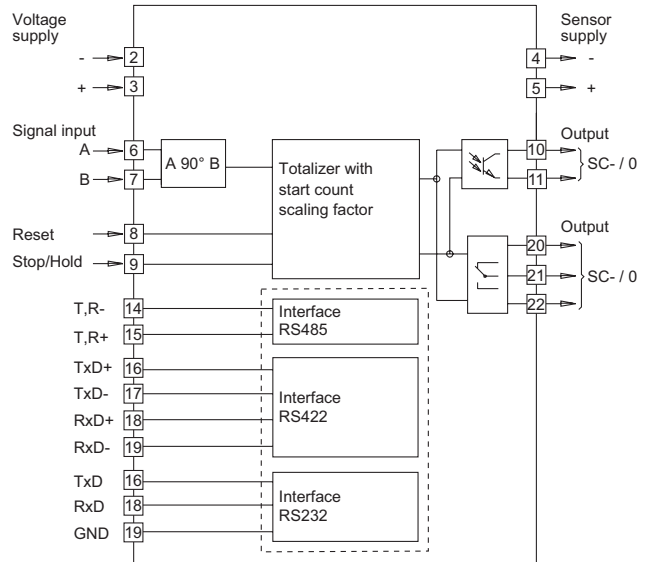 Voltage
supply
- 2
+ 3
Sensor
supply
4 -
5 +
Signal input
A 6
B 7
A 90° B
Totalizer with
start count
scaling factor
Output
10
11
SC- / 0
Reset 8
Stop/Hold 9
Output
20
21
22
SC- / 0
T,R- 14
T,R+ 15
Interface
RS485
TxD+ 16
TxD- 17
RxD+ 18
RxD- 19
Interface
RS422
TxD 16
RxD 18
GND 19
Interface
RS232